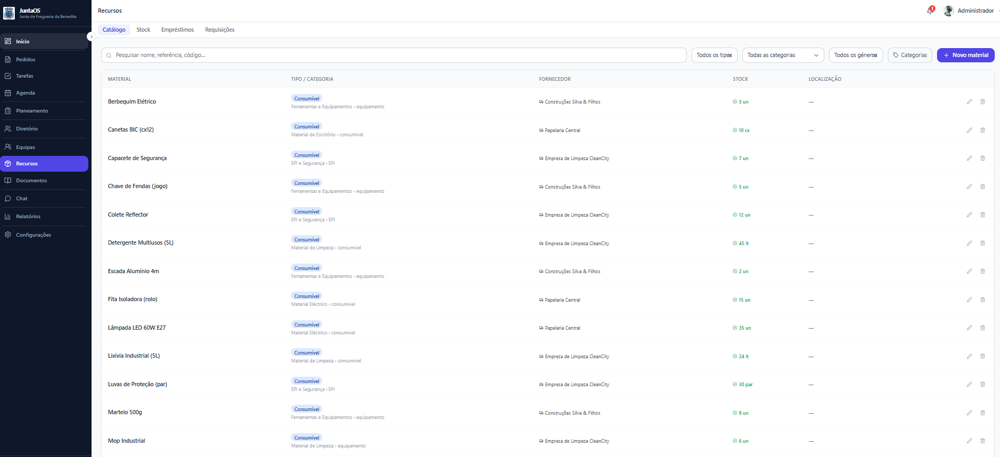 JuntaOS
Junta de Freguesia da Benedita
Recursos
1
Administrador
Início
Pedidos
Tarefas
Agenda
Planeamento
Diretório
Equipas
Recursos
Documentos
Chat
Relatórios
Configurações
Catálogo Stock Empréstimos Requisições
Pesquisar nome, referência, código... Todos os tipos Todas as categorias Todos os géneros Categorias + Novo material
MATERIAL TIPO / CATEGORIA FORNECEDOR STOCK LOCALIZAÇÃO
Berbequim Elétrico Consumível Construções Silva & Filhos 3 un —
Ferramentas e Equipamentos › equipamento
Canetas BIC (cx12) Consumível Papelaria Central 10 cx —
Material de Escritório › consumivel
Capacete de Segurança Consumível Empresa de Limpeza CleanCity 7 un —
EPI e Segurança › EPI
Chave de Fendas (jogo) Consumível Construções Silva & Filhos 5 un —
Ferramentas e Equipamentos › equipamento
Colete Reflector Consumível Empresa de Limpeza CleanCity 12 un —
EPI e Segurança › EPI
Detergente Multiusos (5L) Consumível Empresa de Limpeza CleanCity 45 lt —
Material de Limpeza › consumivel
Escada Alumínio 4m Consumível Construções Silva & Filhos 2 un —
Ferramentas e Equipamentos › equipamento
Fita Isoladora (rolo) Consumível Papelaria Central 15 un —
Material Eléctrico › consumivel
Lâmpada LED 60W E27 Consumível Papelaria Central 35 un —
Material Eléctrico › consumivel
Lixívia Industrial (5L) Consumível Empresa de Limpeza CleanCity 24 lt —
Material de Limpeza › consumivel
Luvas de Proteção (par) Consumível Empresa de Limpeza CleanCity 30 par —
EPI e Segurança › EPI
Martelo 500g Consumível Construções Silva & Filhos 8 un —
Ferramentas e Equipamentos › equipamento
Mop Industrial Consumível Empresa de Limpeza CleanCity 6 un —
Material de Limpeza › equipamento